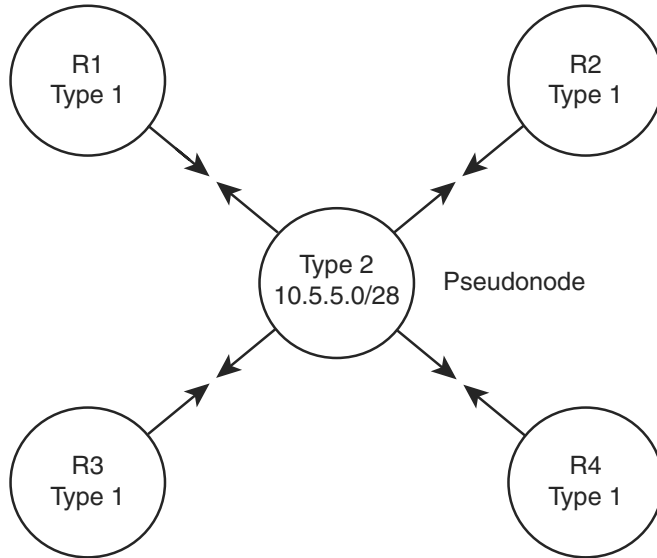 R1
Type 1
R2
Type 1
Type 2
10.5.5.0/28
Pseudonode
R3
Type 1
R4
Type 1